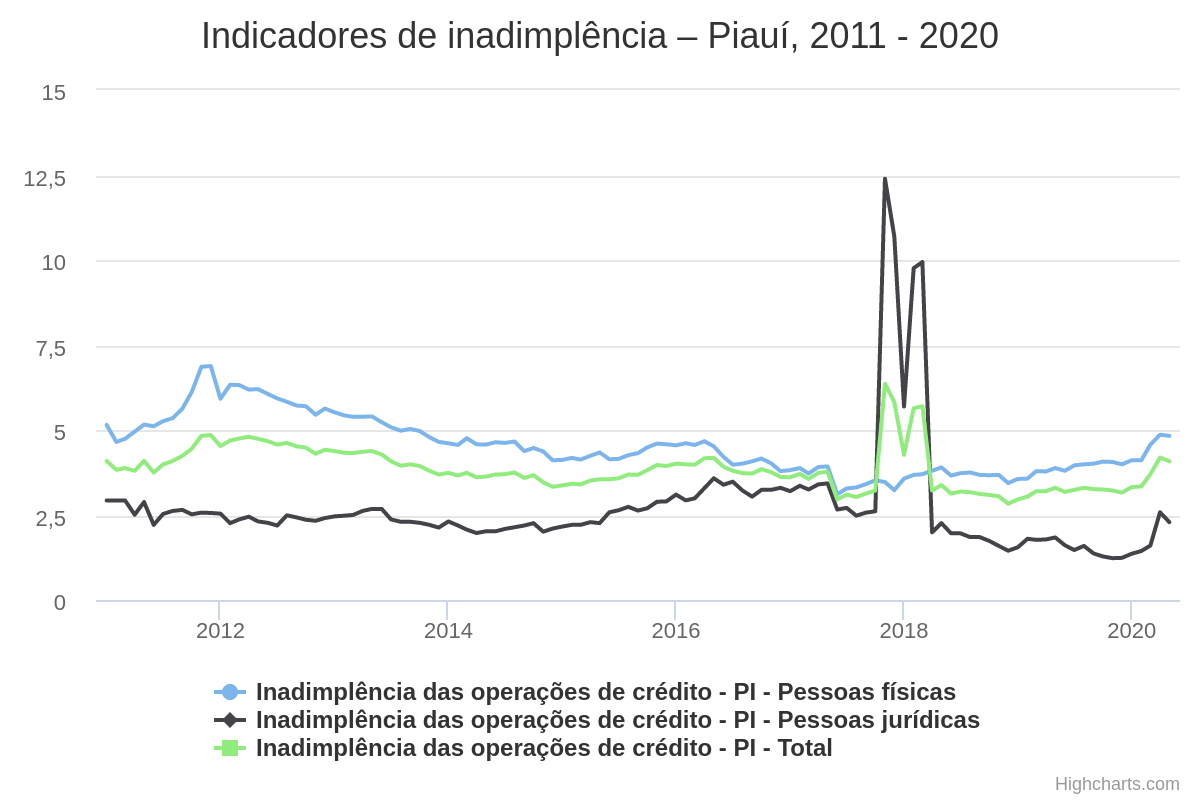 Indicadores de inadimplência – Piauí, 2011 - 2020
15
12,5
10
7,5
5
2,5
0
2012
2014
2016
2018
2020
Inadimplência das operações de crédito - PI - Pessoas físicas
Inadimplência das operações de crédito - PI - Pessoas jurídicas
Inadimplência das operações de crédito - PI - Total
Highcharts.com